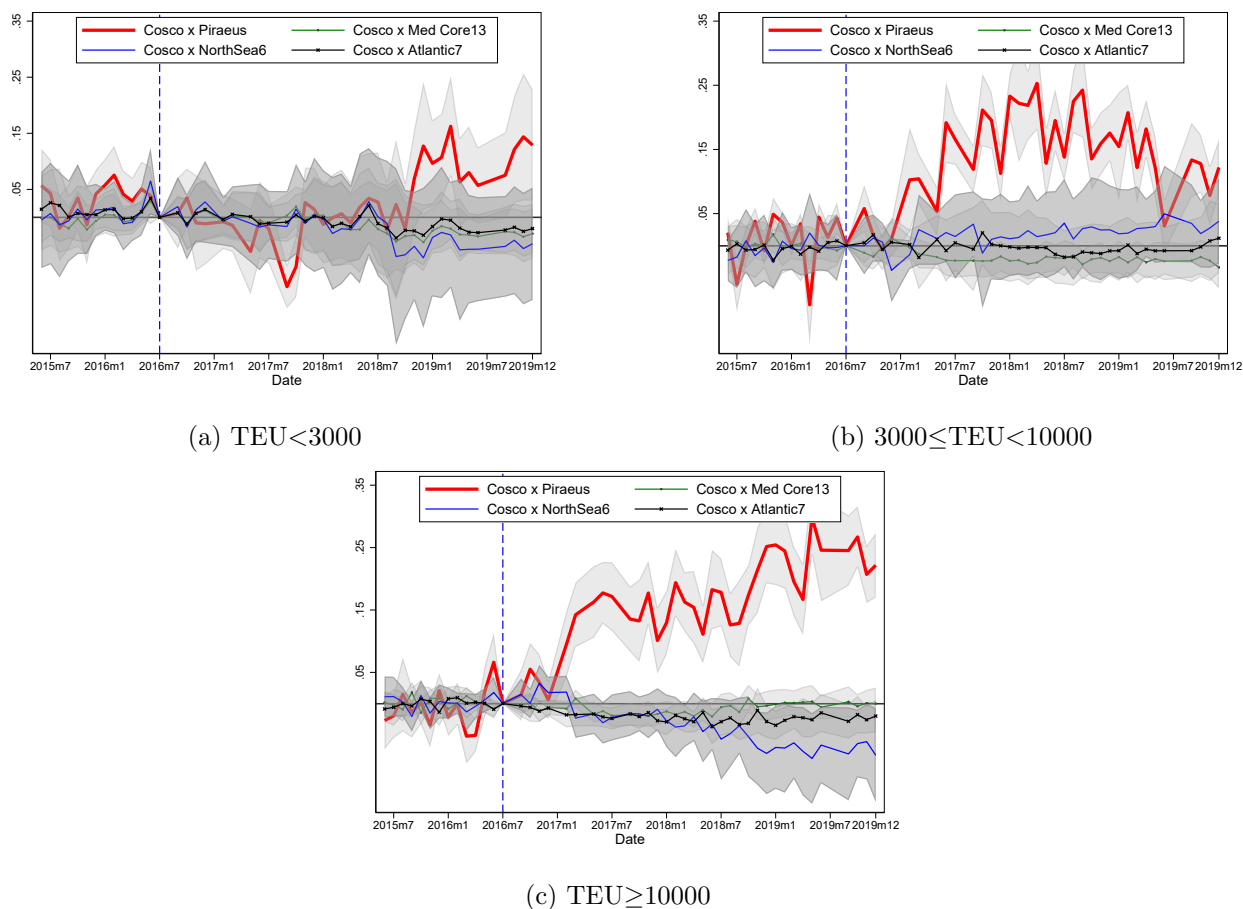 Cosco x Piraeus Cosco x Med Core13
Cosco x NorthSea6 Cosco x Atlantic7
.35
.25
.15
.05
2015m7 2016m1 2016m7 2017m1 2017m7 2018m1 2018m7 2019m1 2019m7 2019m12
Date
(a) TEU<3000
Cosco x Piraeus Cosco x Med Core13
Cosco x NorthSea6 Cosco x Atlantic7
.35
.25
.15
.05
2015m7 2016m1 2016m7 2017m1 2017m7 2018m1 2018m7 2019m1 2019m7 2019m12
Date
(b) 3000≤TEU<10000
Cosco x Piraeus Cosco x Med Core13
Cosco x NorthSea6 Cosco x Atlantic7
.35
.25
.15
.05
2015m7 2016m1 2016m7 2017m1 2017m7 2018m1 2018m7 2019m1 2019m7 2019m12
Date
(c) TEU≥10000